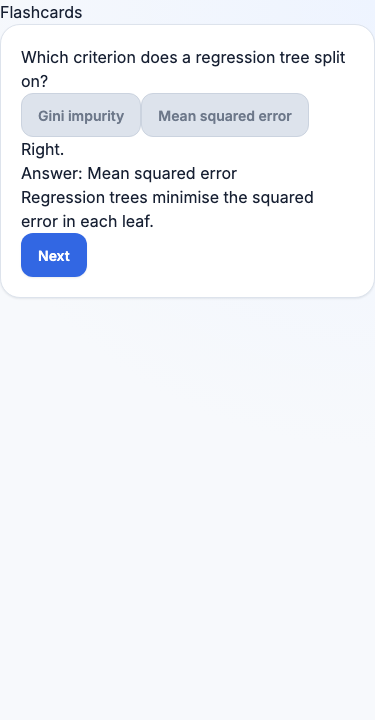 Flashcards
Which criterion does a regression tree split
on?
Gini impurity Mean squared error
Right.
Answer: Mean squared error
Regression trees minimise the squared
error in each leaf.
Next